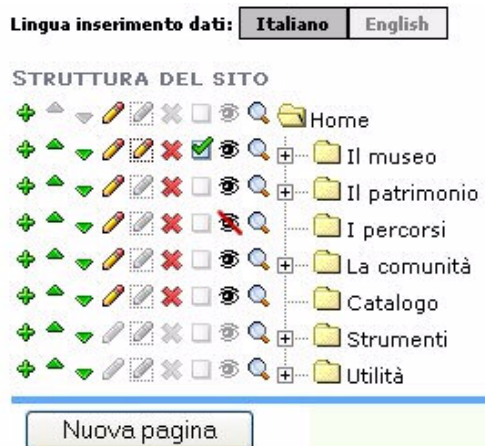 Lingua inserimento dati: Italiano English
STRUTTURA DEL SITO
Home
Il museo
Il patrimonio
I percorsi
La comunità
Catalogo
Strumenti
Utilità
Nuova pagina